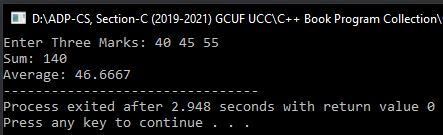 D:\ADP-CS, Section-C (2019-2021) GCUF UCC\C++ Book Program Collection\
Enter Three Marks: 40 45 55
Sum: 140
Average: 46.6667
--------------------------------
Process exited after 2.948 seconds with return value 0
Press any key to continue . . .